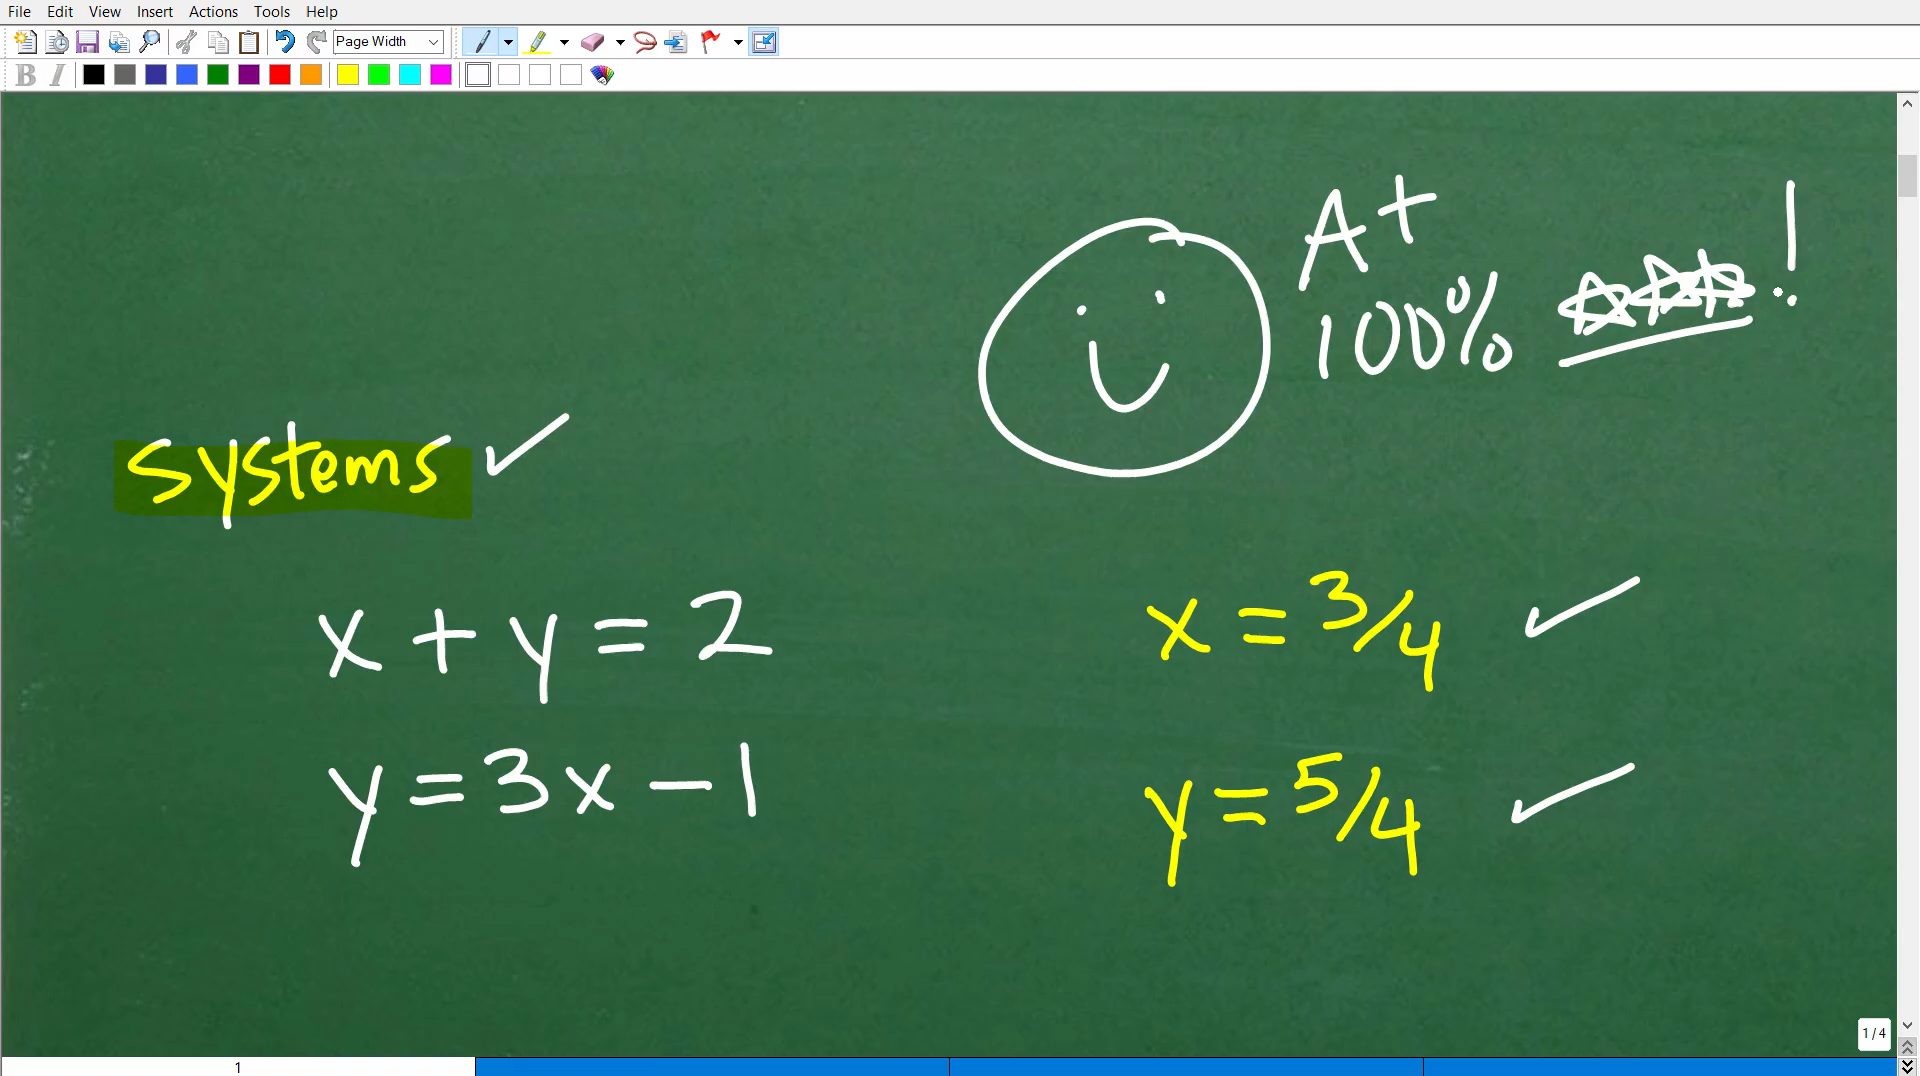 File Edit View Insert Actions Tools Help
Page Width
B I
A+
100% !
systems ✓
x + y = 2
x = 3/4 ✓
y = 3x - 1
y = 5/4 ✓
1 / 4
1